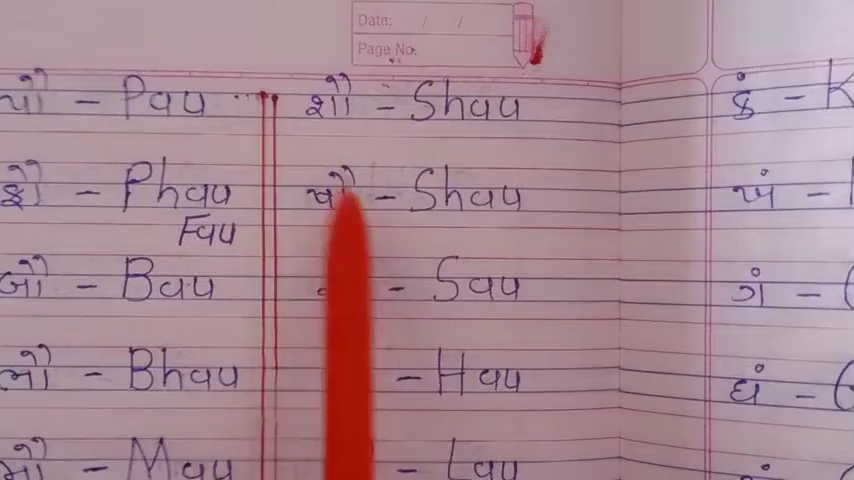 Date: / /
Page No.
પૌ - Pau
ફૌ - Phau
Fau
બૌ - Bau
ભૌ - Bhau
મૌ - Mau
શૌ - Shau
ષૌ - Shau
- Sau
- Hau
- Lau
કં - K
ખં -
ગં -
ઘં -